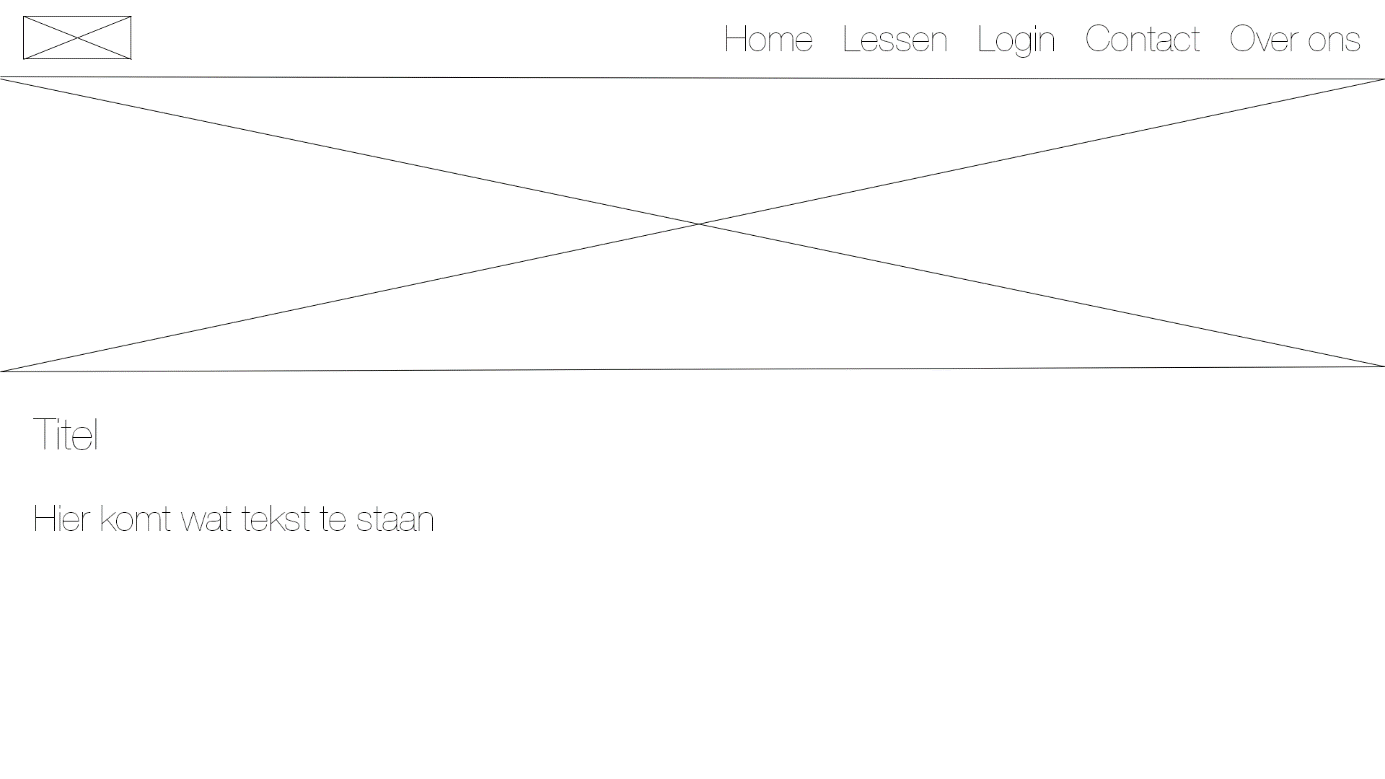 Home Lessen Login Contact Over ons
Titel
Hier komt wat tekst te staan